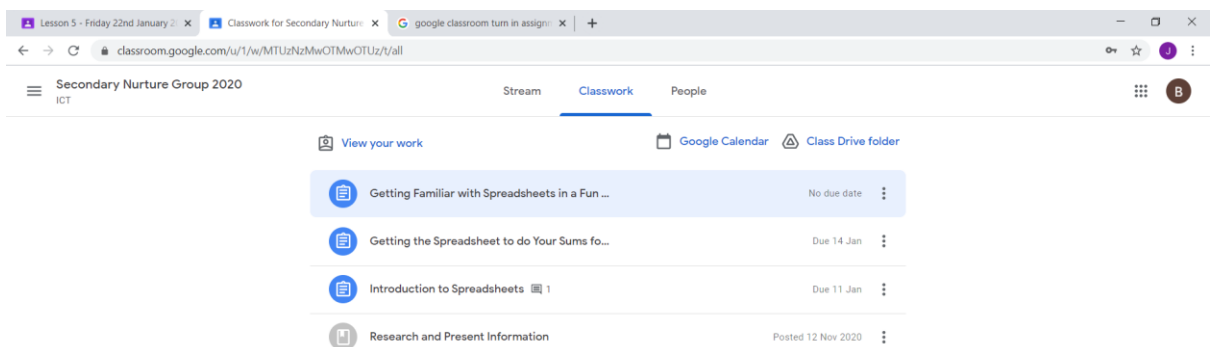 Lesson 5 - Friday 22nd January 2
Classwork for Secondary Nurture
google classroom turn in assignm
classroom.google.com/u/1/w/MTUzNzMwOTMwOTUz/t/all
J
Secondary Nurture Group 2020
ICT
Stream
Classwork
People
B
View your work
Google Calendar
Class Drive folder
Getting Familiar with Spreadsheets in a Fun ...
No due date
Getting the Spreadsheet to do Your Sums fo...
Due 14 Jan
Introduction to Spreadsheets 1
Due 11 Jan
Research and Present Information
Posted 12 Nov 2020